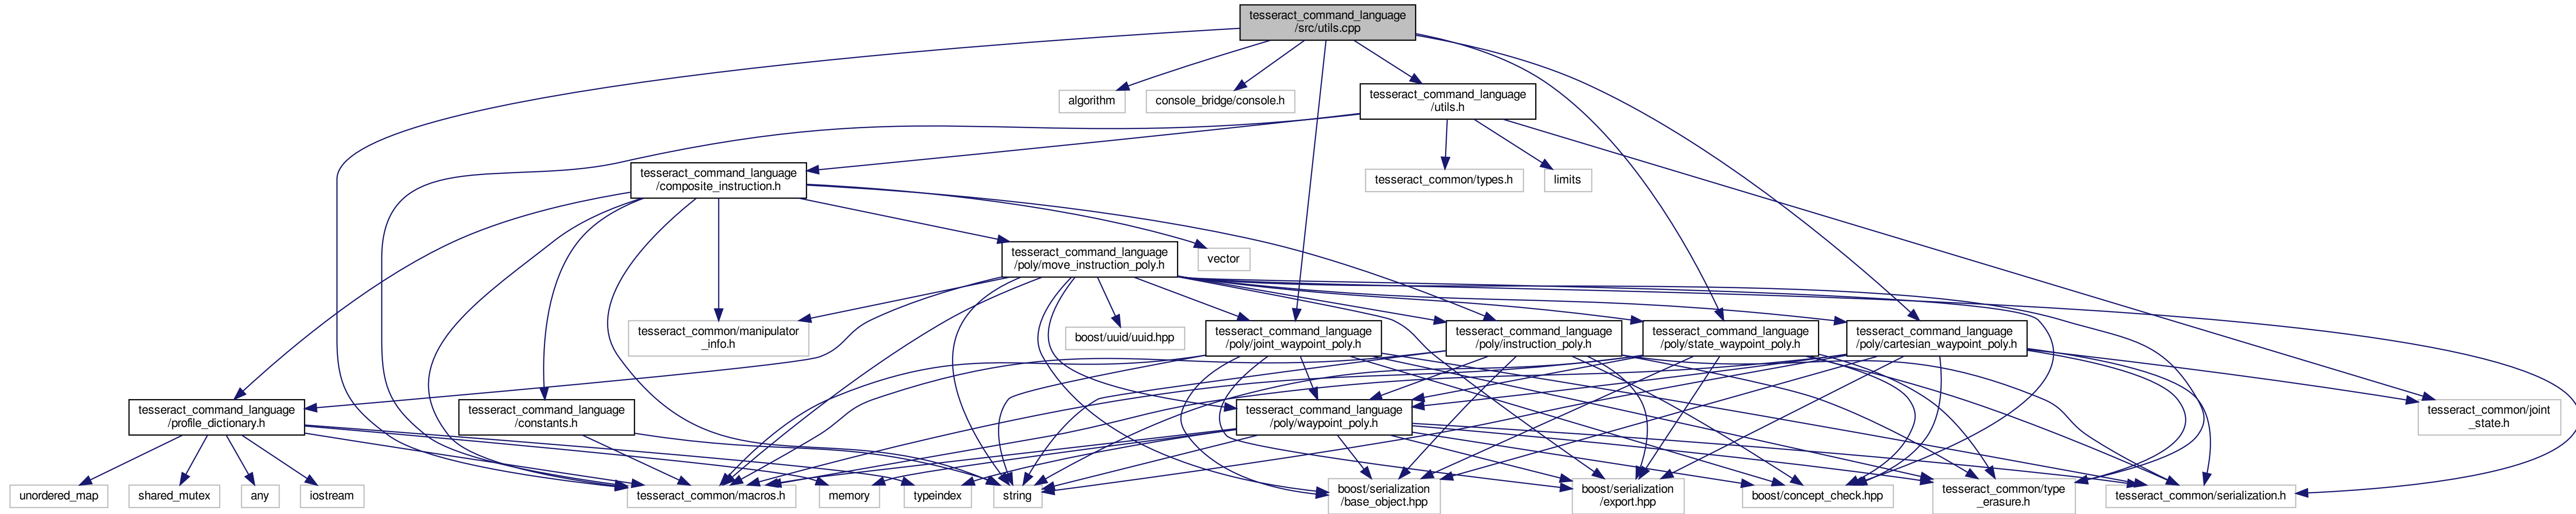 tesseract_command_language
/src/utils.cpp
algorithm
console_bridge/console.h
tesseract_command_language
/utils.h
tesseract_command_language
/composite_instruction.h
tesseract_common/types.h
limits
tesseract_command_language
/poly/move_instruction_poly.h
vector
tesseract_common/manipulator
_info.h
boost/uuid/uuid.hpp
tesseract_command_language
/poly/joint_waypoint_poly.h
tesseract_command_language
/poly/instruction_poly.h
tesseract_command_language
/poly/state_waypoint_poly.h
tesseract_command_language
/poly/cartesian_waypoint_poly.h
tesseract_command_language
/profile_dictionary.h
tesseract_command_language
/constants.h
tesseract_command_language
/poly/waypoint_poly.h
tesseract_common/joint
_state.h
unordered_map
shared_mutex
any
iostream
tesseract_common/macros.h
memory
typeindex
string
boost/serialization
/base_object.hpp
boost/serialization
/export.hpp
boost/concept_check.hpp
tesseract_common/type
_erasure.h
tesseract_common/serialization.h